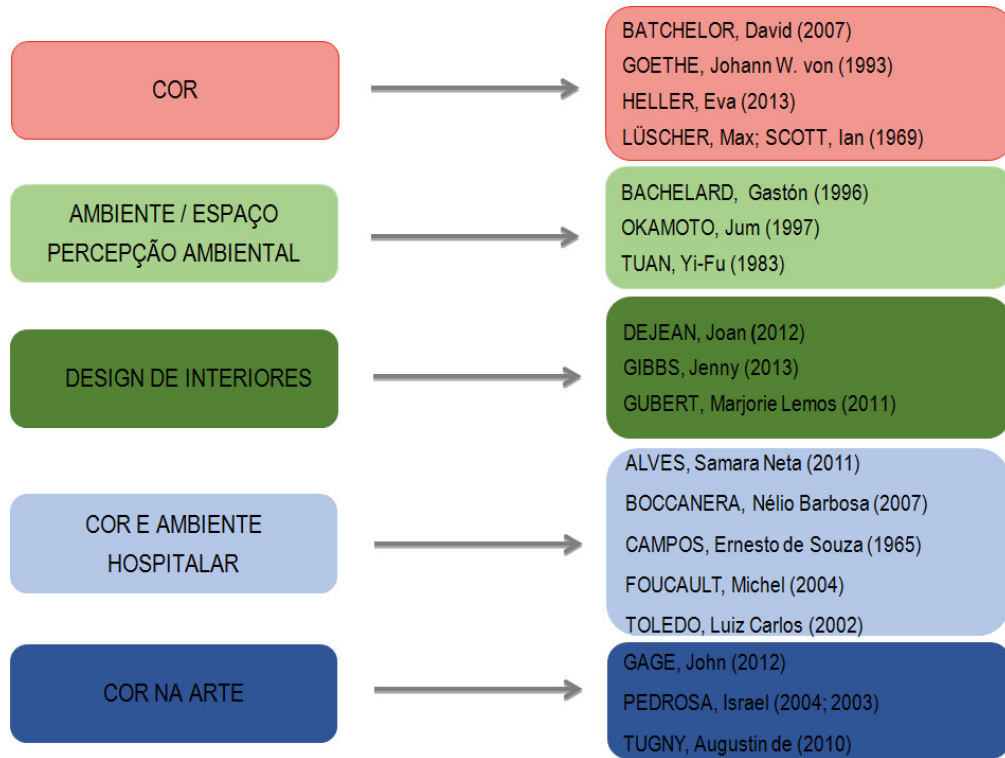 COR
BATCHELOR, David (2007)
GOETHE, Johann W. von (1993)
HELLER, Eva (2013)
LÜSCHER, Max; SCOTT, Ian (1969)
AMBIENTE / ESPAÇO
PERCEPÇÃO AMBIENTAL
BACHELARD, Gastón (1996)
OKAMOTO, Jum (1997)
TUAN, Yi-Fu (1983)
DESIGN DE INTERIORES
DEJEAN, Joan (2012)
GIBBS, Jenny (2013)
GUBERT, Marjorie Lemos (2011)
COR E AMBIENTE
HOSPITALAR
ALVES, Samara Neta (2011)
BOCCANERA, Nélio Barbosa (2007)
CAMPOS, Ernesto de Souza (1965)
FOUCAULT, Michel (2004)
TOLEDO, Luiz Carlos (2002)
COR NA ARTE
GAGE, John (2012)
PEDROSA, Israel (2004; 2003)
TUGNY, Augustin de (2010)